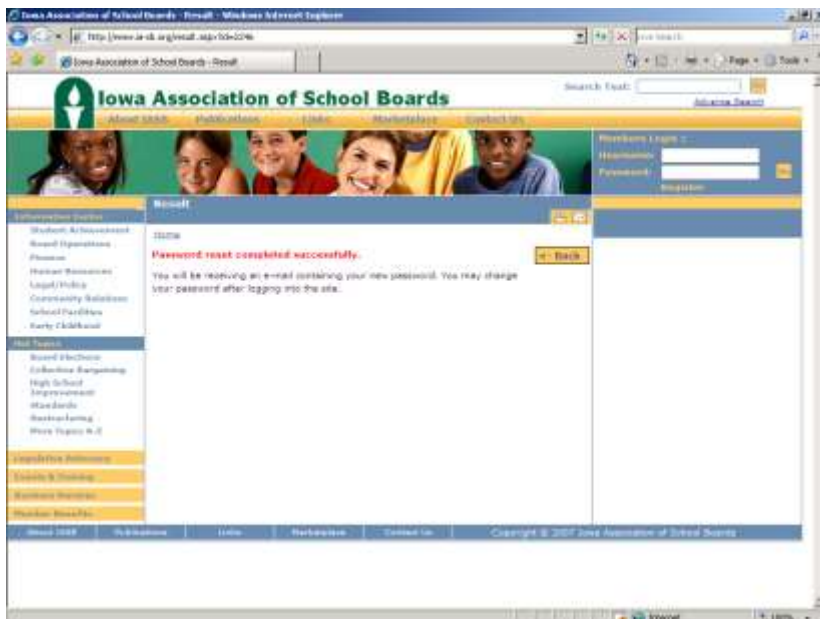 Iowa Association of School Boards - Result - Windows Internet Explorer
Iowa Association of School Boards - Result
Page
Tools
Search Text:
Advance Search
Iowa Association of School Boards
About IASB Publications Links Marketplace Contact Us
Members Login :
Username:
Password:
Register
Result
Home
Password reset completed successfully.
< Back
You will be receiving an e-mail containing your new password. You may change
your password after logging into the site.
Information Center
Student Achievement
Board Operations
Finance
Human Resources
Legal/Policy
Community Relations
School Facilities
Early Childhood
Hot Topics
Board Elections
Collective Bargaining
High School
Improvement
Standards
Restructuring
More Topics A-Z
Legislative Advocacy
Events & Training
Business Services
Member Benefits
About IASB Publications Links Marketplace Contact Us Copyright © 2007 Iowa Association of School Boards
Internet
100%